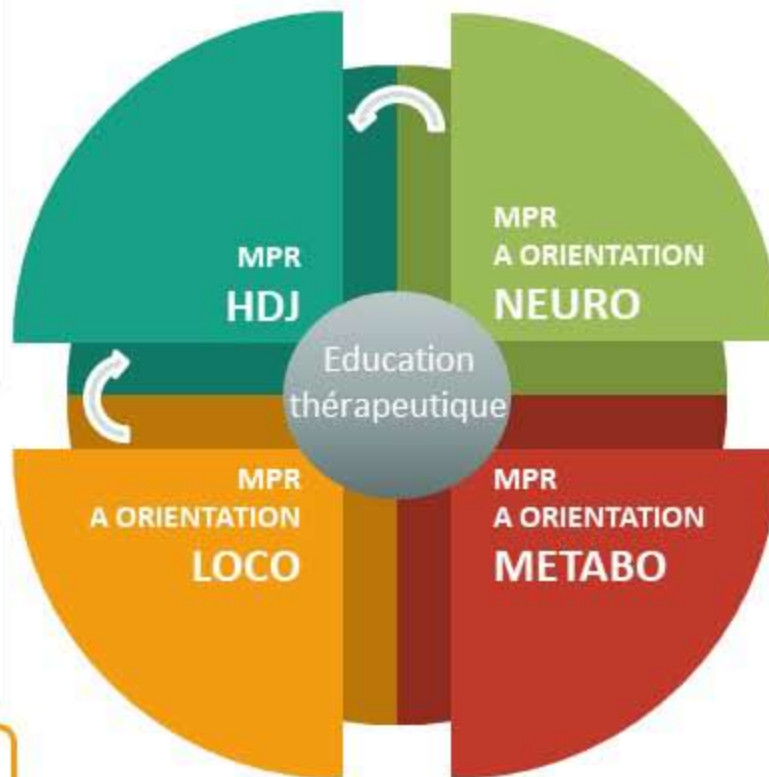 MPR
HDJ
MPR
A ORIENTATION
NEURO
Education
thérapeutique
MPR
A ORIENTATION
LOCO
MPR
A ORIENTATION
METABO